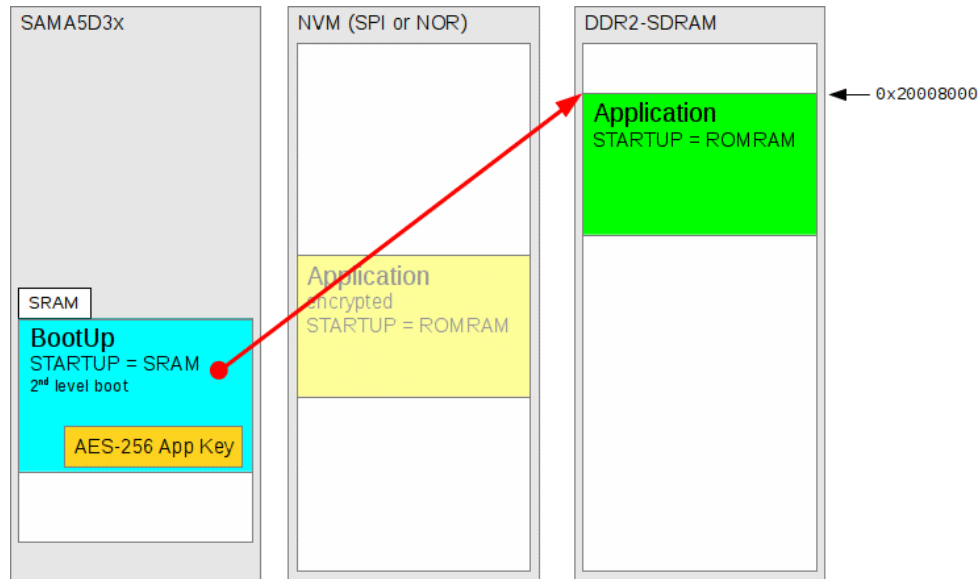 SAMA5D3x
SRAM
BootUp
STARTUP = SRAM
2nd level boot
AES-256 App Key
NVM (SPI or NOR)
Application
encrypted
STARTUP = ROMRAM
DDR2-SDRAM
Application
STARTUP = ROMRAM
0x20008000